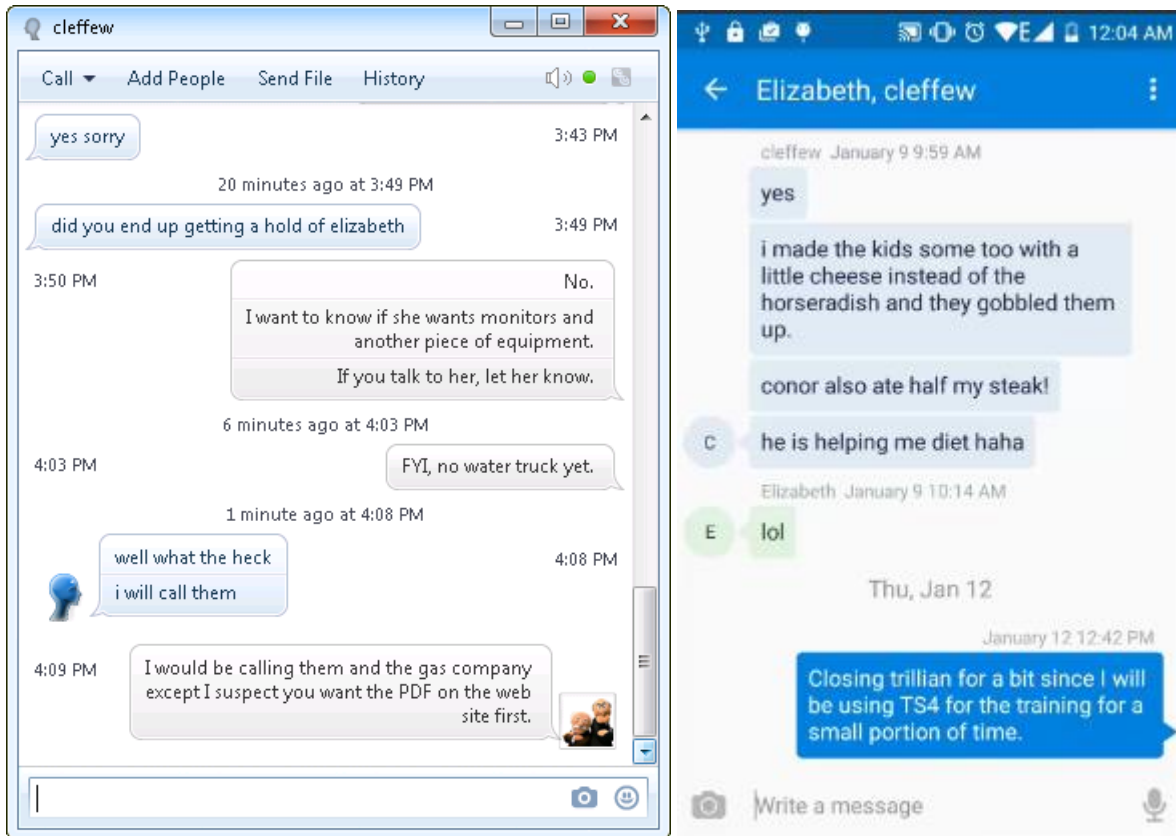 cleffew
Call Add People Send File History
yes sorry 3:43 PM
20 minutes ago at 3:49 PM
did you end up getting a hold of elizabeth 3:49 PM
3:50 PM No.
I want to know if she wants monitors and
another piece of equipment.
If you talk to her, let her know.
6 minutes ago at 4:03 PM
4:03 PM FYI, no water truck yet.
1 minute ago at 4:08 PM
well what the heck 4:08 PM
i will call them
4:09 PM I would be calling them and the gas company
except I suspect you want the PDF on the web
site first.
E 12:04 AM
Elizabeth, cleffew
cleffew January 9 9:59 AM
yes
i made the kids some too with a
little cheese instead of the
horseradish and they gobbled them
up.
conor also ate half my steak!
C he is helping me diet haha
Elizabeth January 9 10:14 AM
E lol
Thu, Jan 12
January 12 12:42 PM
Closing trillian for a bit since I will
be using TS4 for the training for a
small portion of time.
Write a message